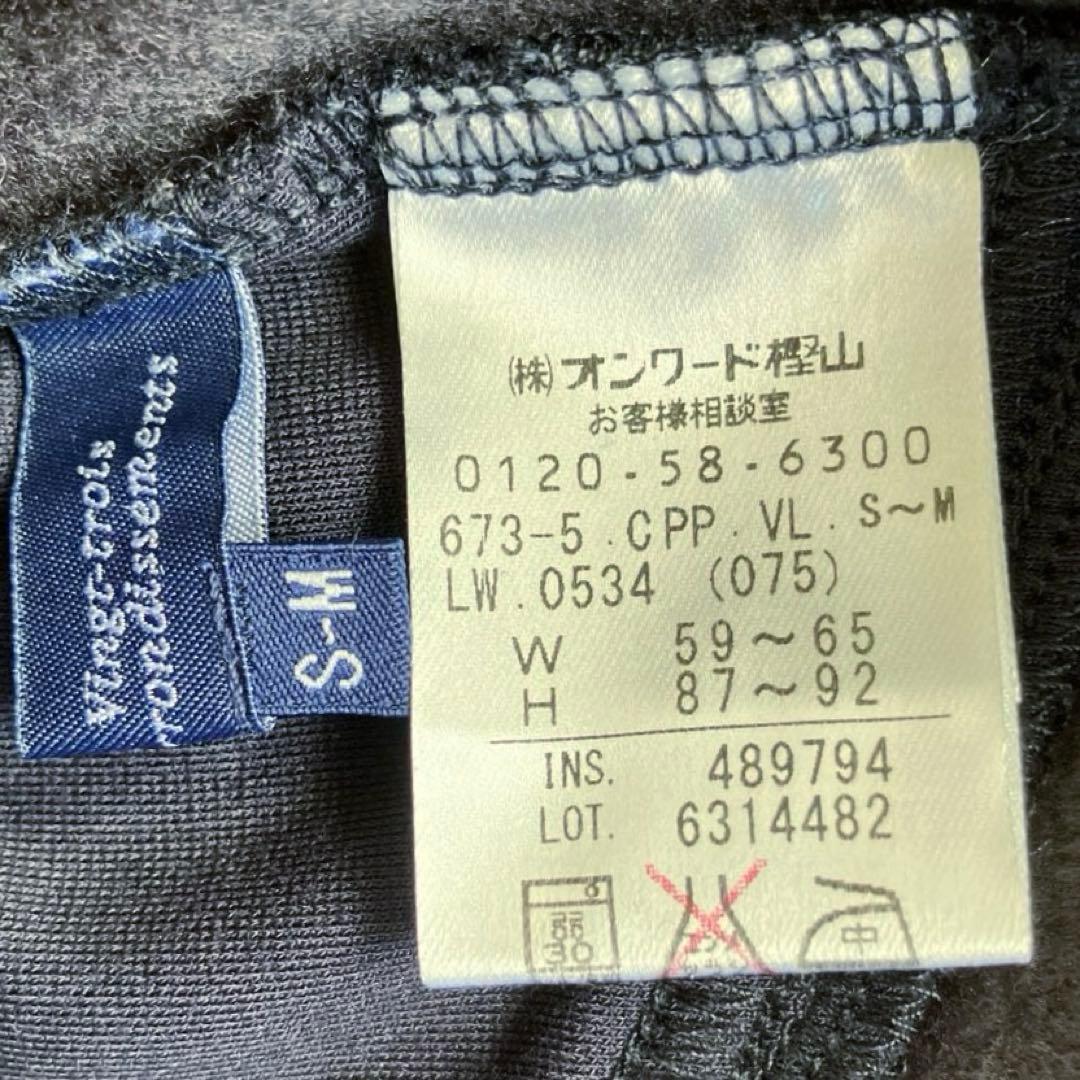 Vingt-trois
rrondissements
S~M
(株)オンワード樫山
お客様相談室
0120-58-6300
673-5.CPP.VL.S~M
LW.0534 (075)
W 59~65
H 87~92
INS. 489794
LOT. 6314482
弱
30
中